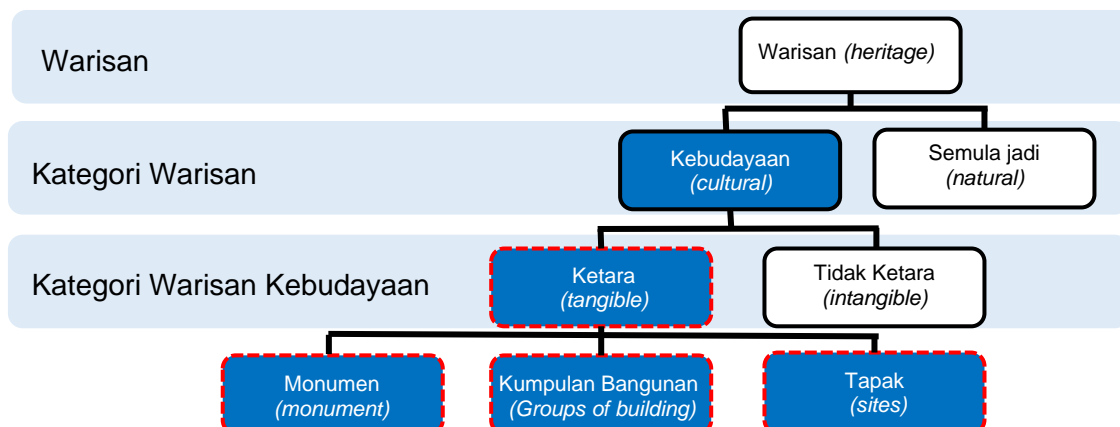 Warisan
Warisan (heritage)
Kategori Warisan
Kebudayaan
(cultural)
Semula jadi
(natural)
Kategori Warisan Kebudayaan
Ketara
(tangible)
Tidak Ketara
(intangible)
Monumen
(monument)
Kumpulan Bangunan
(Groups of building)
Tapak
(sites)